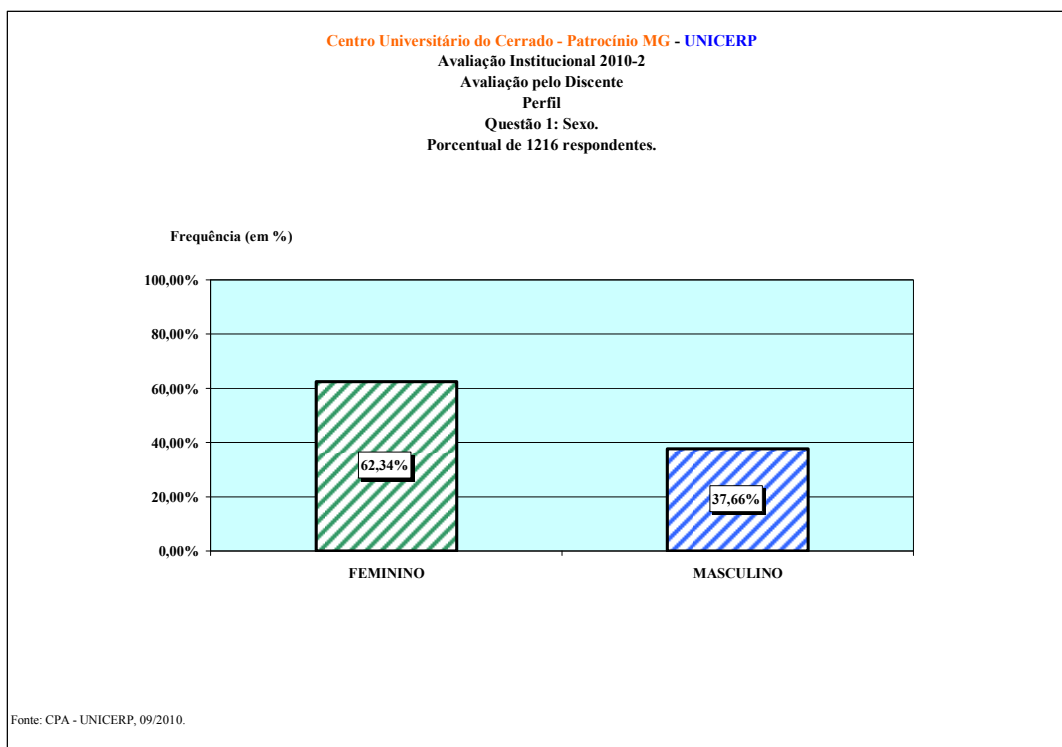 Centro Universitário do Cerrado - Patrocínio MG - UNICERP
Avaliação Institucional 2010-2
Avaliação pelo Discente
Perfil
Questão 1: Sexo.
Porcentual de 1216 respondentes.
Frequência (em %)
100,00%
80,00%
60,00%
40,00%
20,00%
0,00%
62,34%
37,66%
FEMININO
MASCULINO
Fonte: CPA - UNICERP, 09/2010.